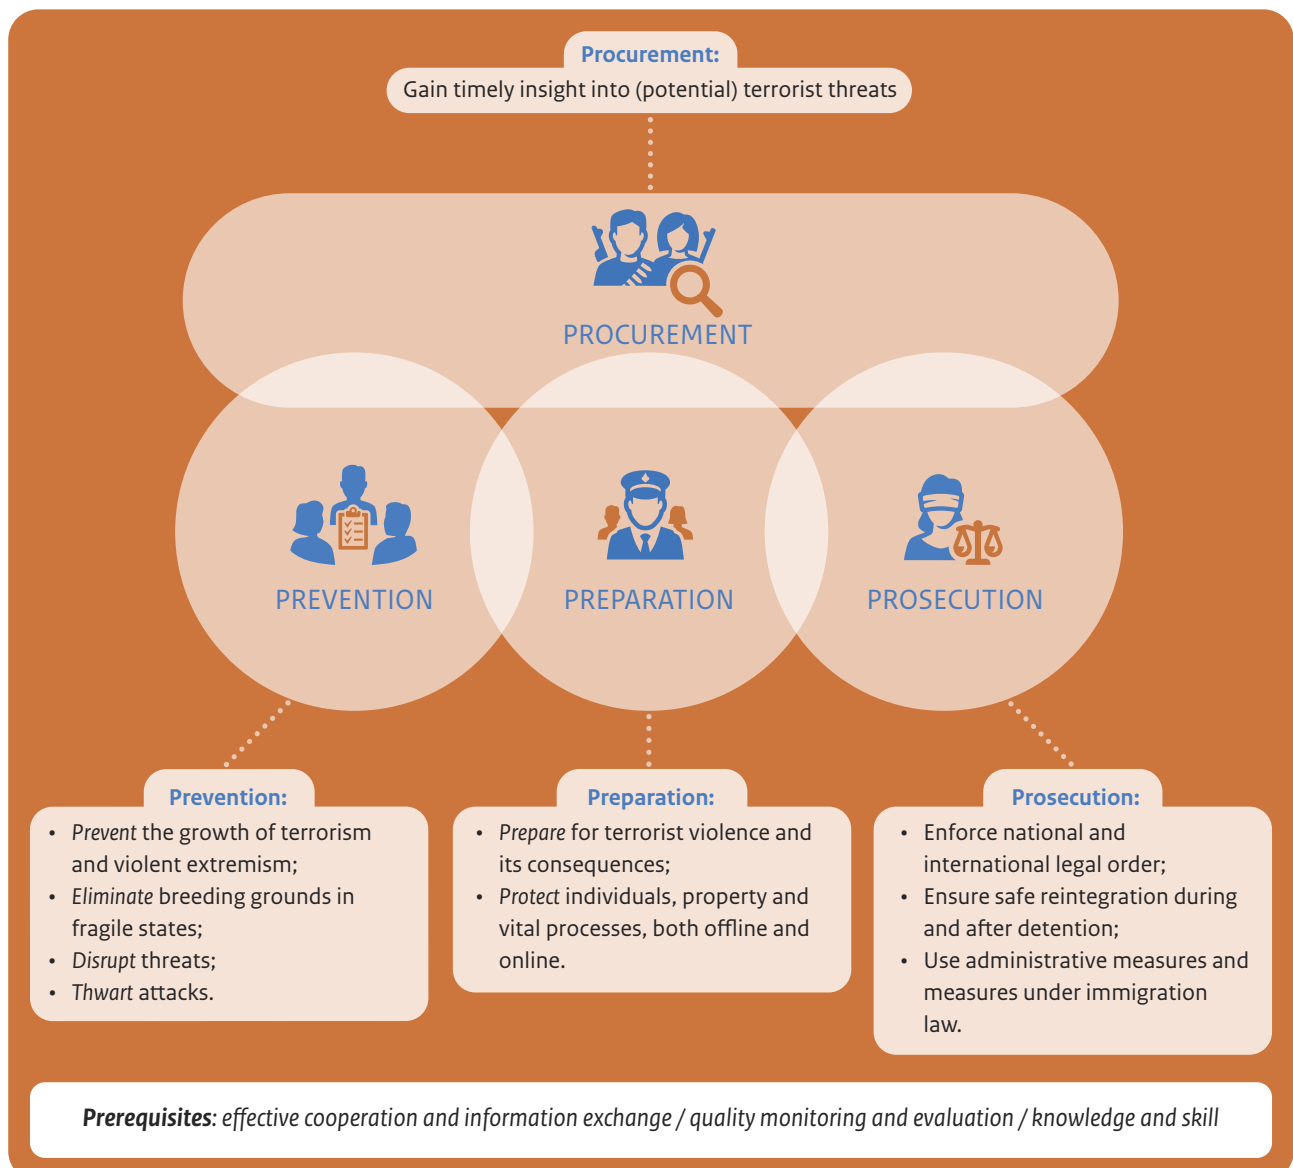 Procurement:
Gain timely insight into (potential) terrorist threats
PROCUREMENT
PREVENTION
PREPARATION
PROSECUTION
Prevention:
• Prevent the growth of terrorism
and violent extremism;
• Eliminate breeding grounds in
fragile states;
• Disrupt threats;
• Thwart attacks.
Preparation:
• Prepare for terrorist violence and
its consequences;
• Protect individuals, property and
vital processes, both offline and
online.
Prosecution:
• Enforce national and
international legal order;
• Ensure safe reintegration during
and after detention;
• Use administrative measures and
measures under immigration
law.
Prerequisites: effective cooperation and information exchange / quality monitoring and evaluation / knowledge and skill